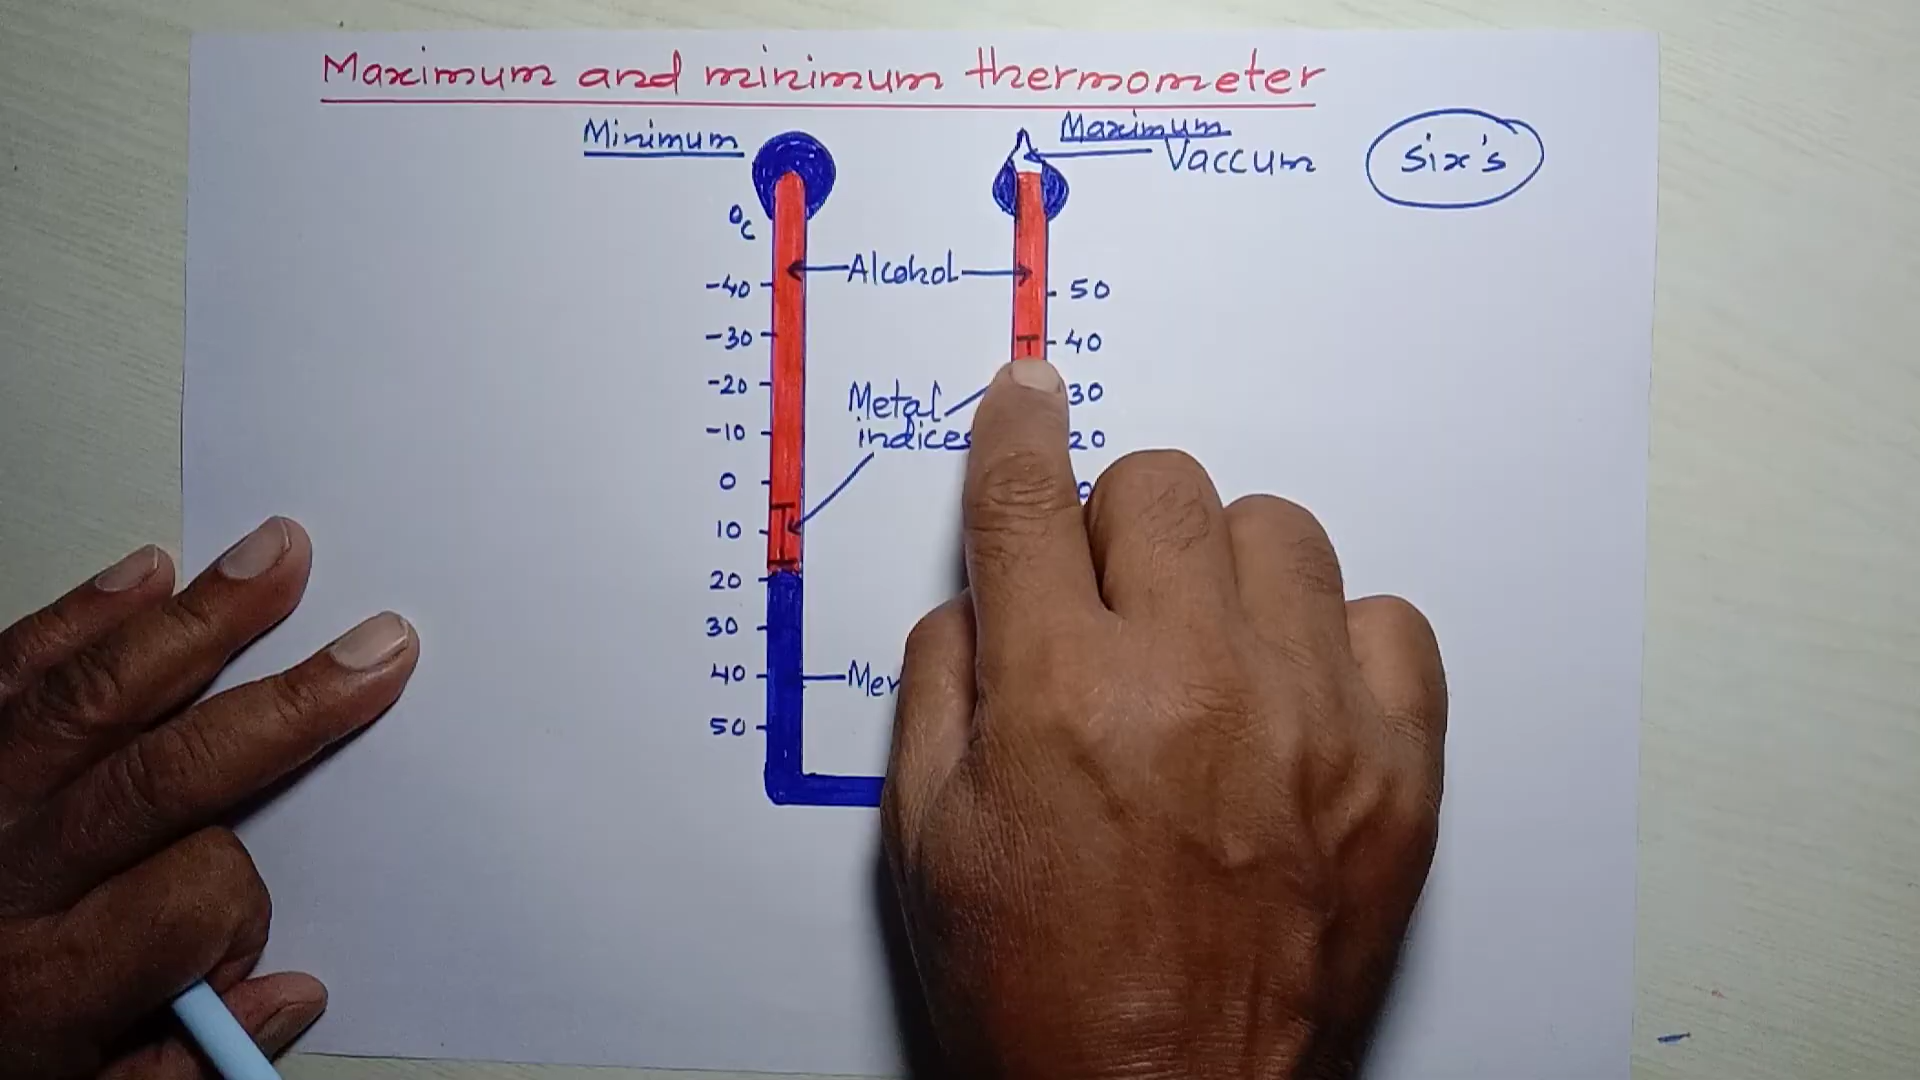 Maximum and minimum thermometer
Minimum
Maximum
Vaccum
six's
°c
Alcohol
-40
-30
-20
-10
0
10
20
30
40
50
50
40
30
20
Metal
indices